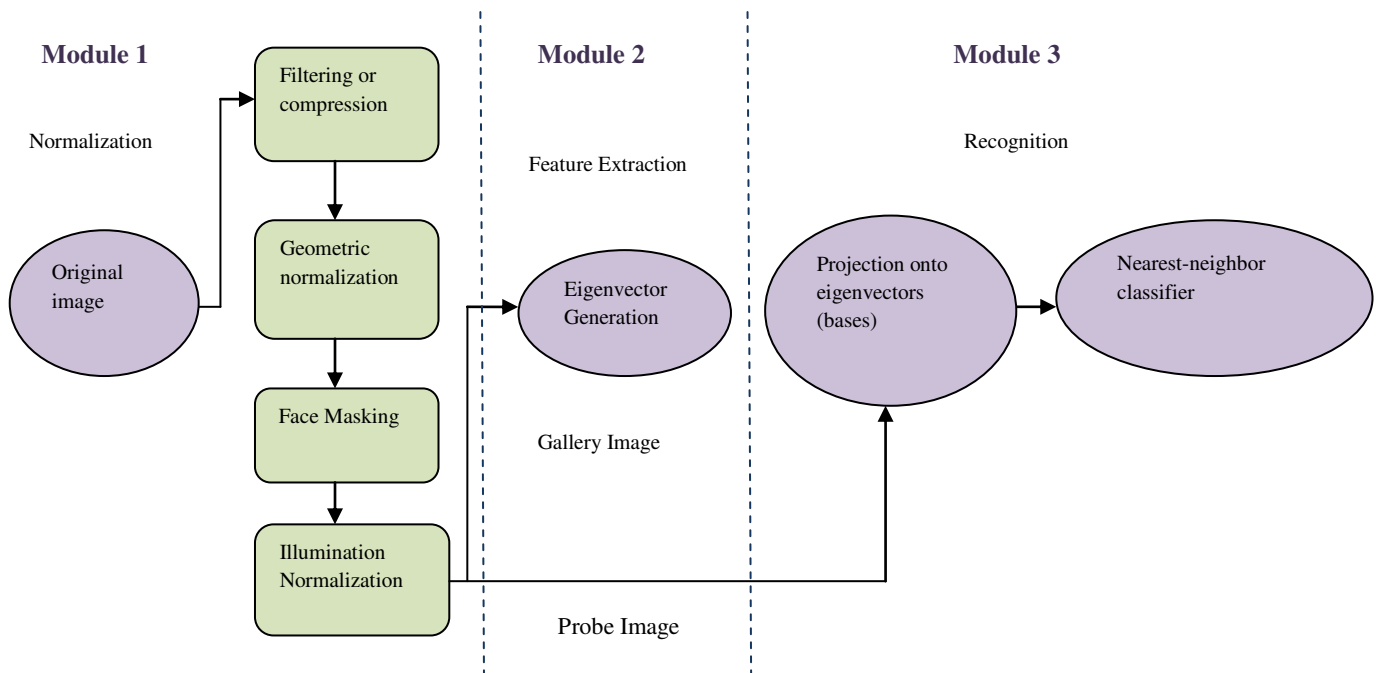 Module 1
Normalization
Original
image
Filtering or
compression
Geometric
normalization
Face Masking
Illumination
Normalization
Module 2
Feature Extraction
Eigenvector
Generation
Gallery Image
Probe Image
Module 3
Recognition
Projection onto
eigenvectors
(bases)
Nearest-neighbor
classifier